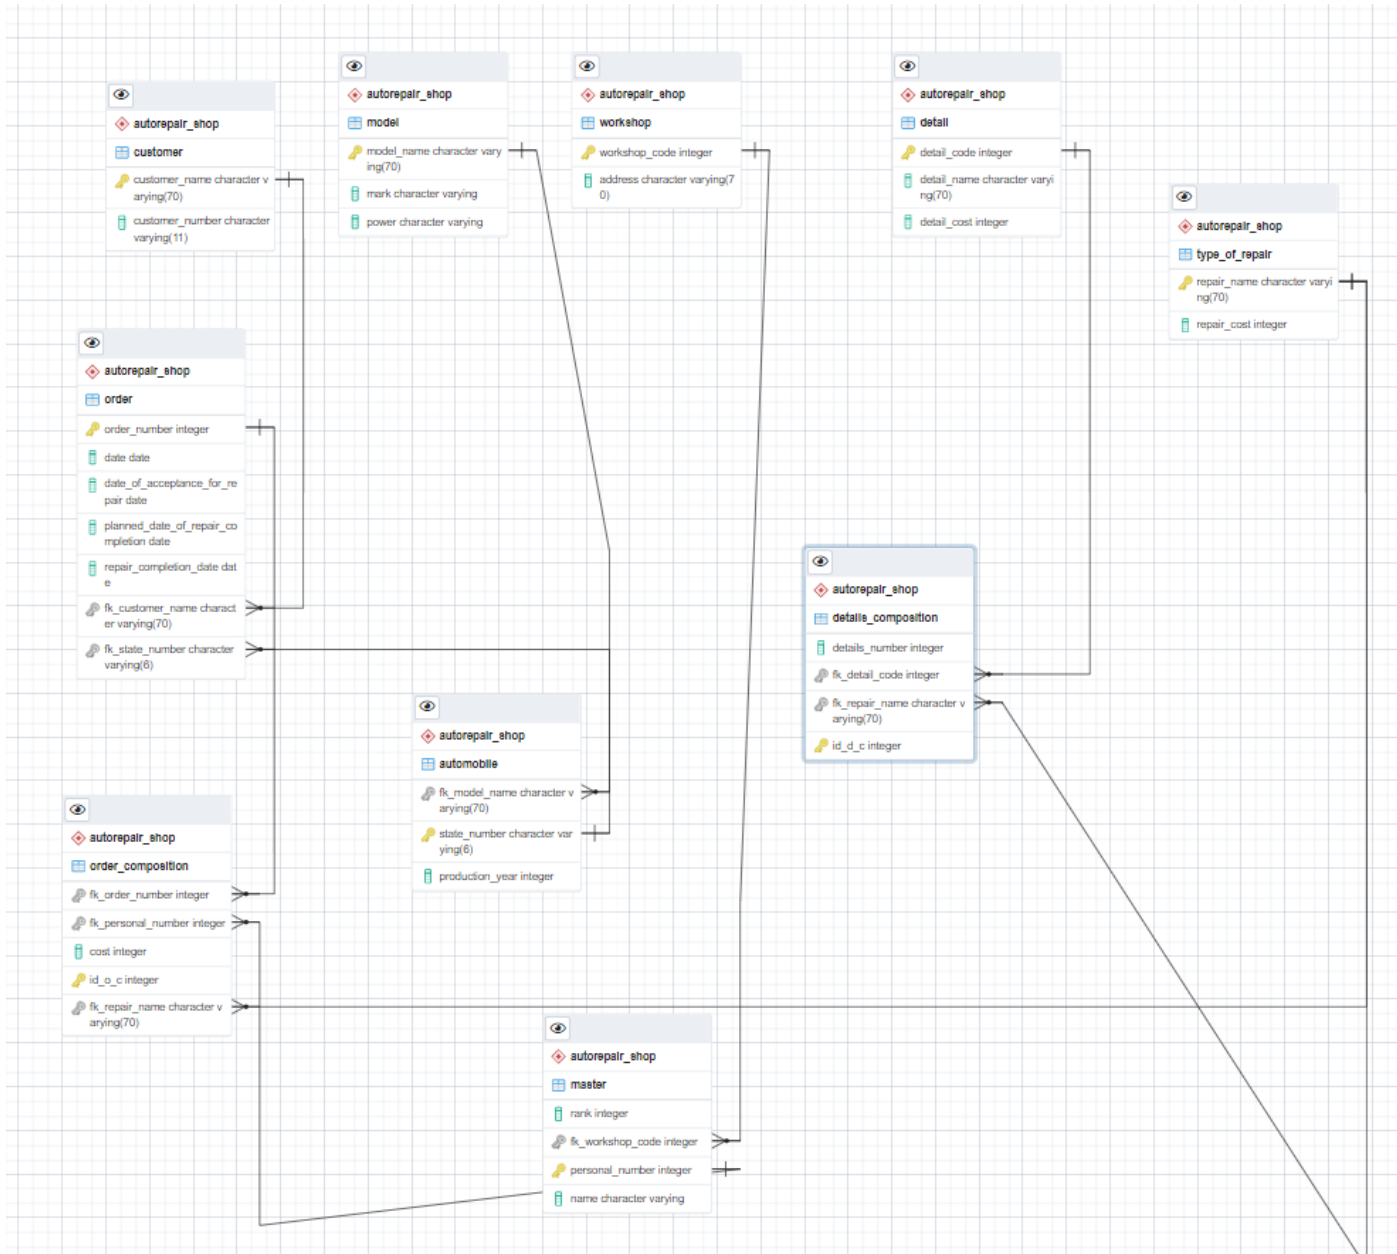 autorepair_shop
customer
customer_name character v
arying(70)
customer_number character
varying(11)
autorepair_shop
model
model_name character vary
ing(70)
mark character varying
power character varying
autorepair_shop
workshop
workshop_code integer
address character varying(7
0)
autorepair_shop
detail
detail_code integer
detail_name character varyi
ng(70)
detail_cost integer
autorepair_shop
type_of_repair
repair_name character varyi
ng(70)
repair_cost integer
autorepair_shop
order
order_number integer
date date
date_of_acceptance_for_re
pair date
planned_date_of_repair_co
mpletion date
repair_completion_date dat
e
fk_customer_name charact
er varying(70)
fk_state_number character
varying(6)
autorepair_shop
details_composition
details_number integer
fk_detail_code integer
fk_repair_name character v
arying(70)
id_d_c integer
autorepair_shop
automobile
fk_model_name character v
arying(70)
state_number character var
ying(6)
production_year integer
autorepair_shop
order_composition
fk_order_number integer
fk_personal_number integer
cost integer
id_o_c integer
fk_repair_name character v
arying(70)
autorepair_shop
master
rank integer
fk_workshop_code integer
personal_number integer
name character varying